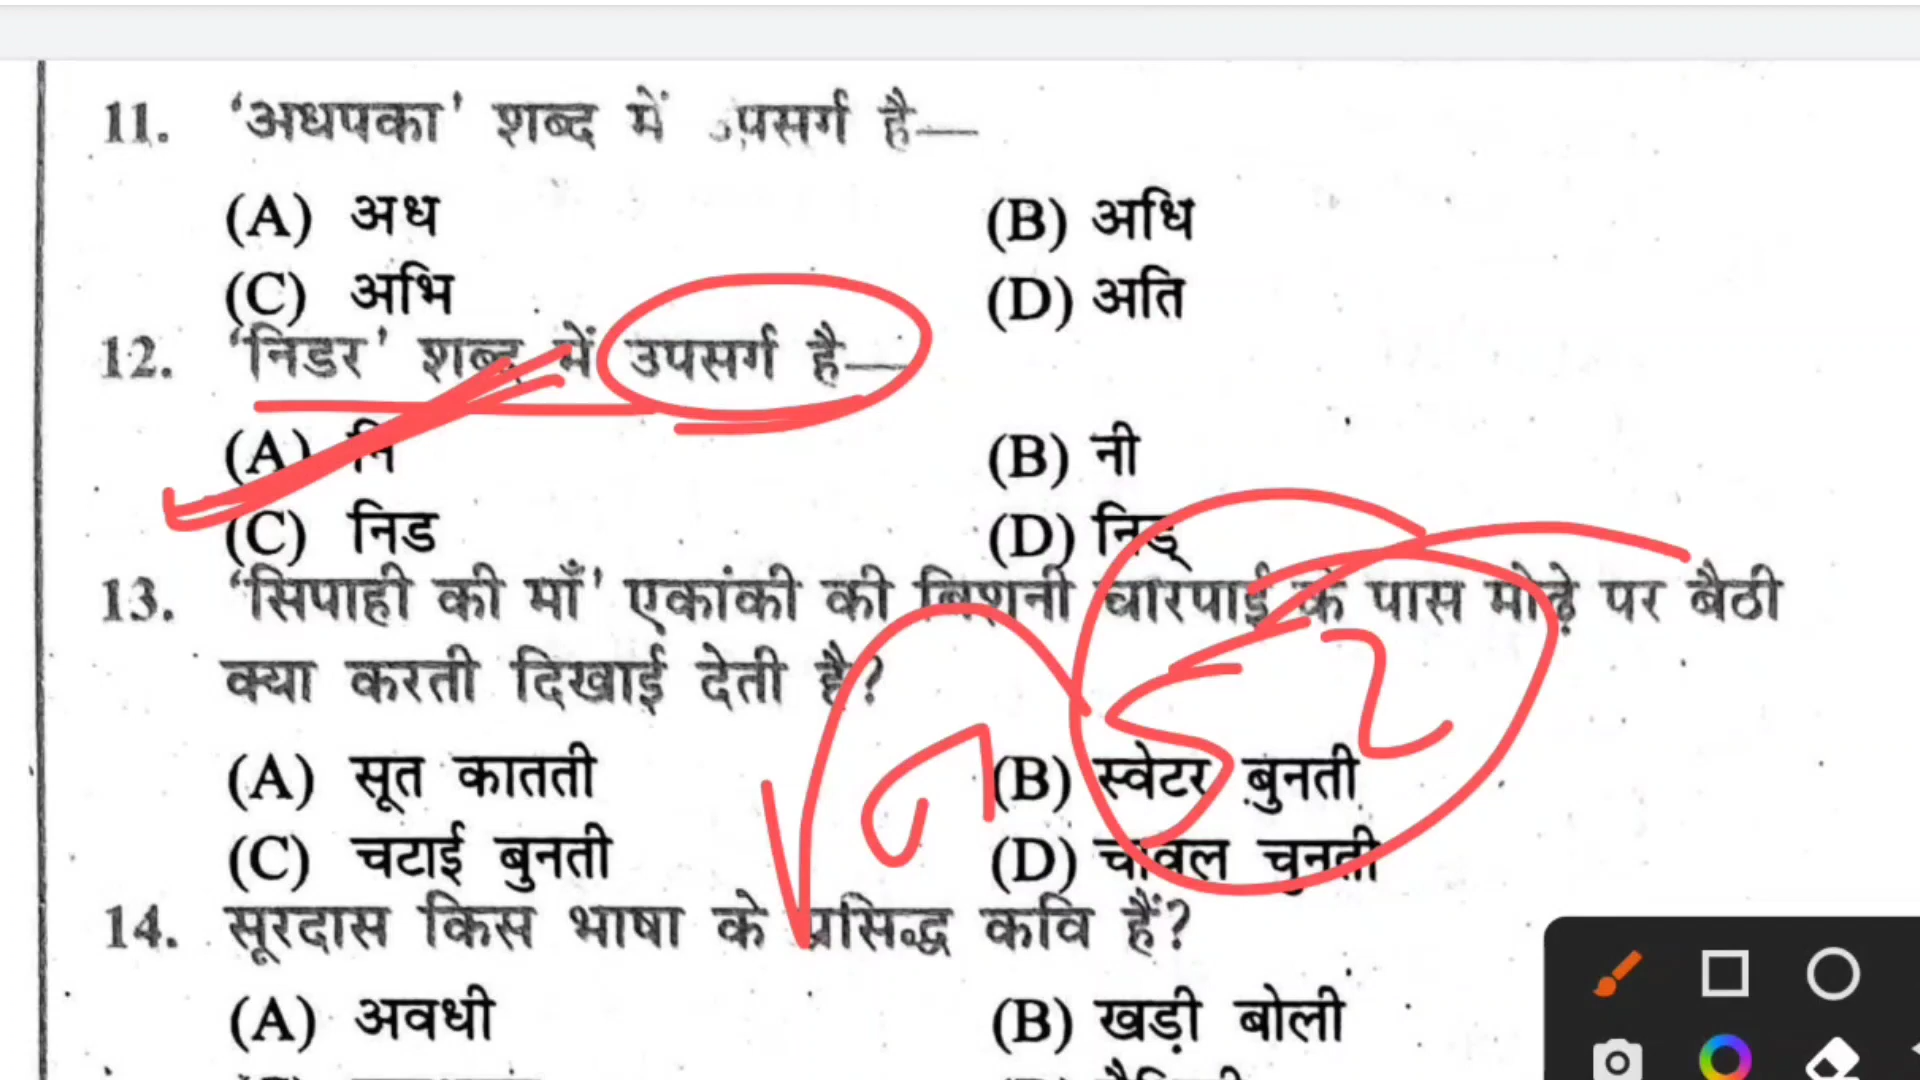 11. ‘अधपका’ शब्द में उपसर्ग है—
(A) अध (B) अधि
(C) अभि (D) अति
12. ‘निडर’ शब्द में उपसर्ग है—
(A) नि (B) नी
(C) निड (D) निड्
13. ‘सिपाही की माँ’ एकांकी की बिशनी चारपाई के पास मोढ़े पर बैठी
क्या करती दिखाई देती है?
(A) सूत कातती (B) स्वेटर बुनती
(C) चटाई बुनती (D) चावल चुनती
14. सूरदास किस भाषा के प्रसिद्ध कवि हैं?
(A) अवधी (B) खड़ी बोली